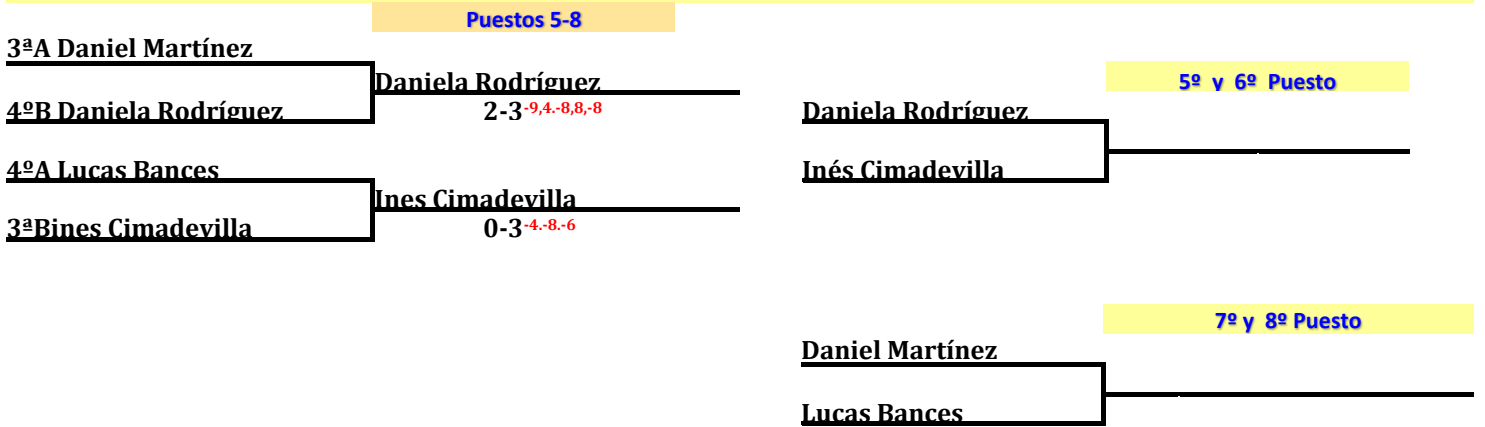 Puestos 5-8
3ªA Daniel Martínez
Daniela Rodríguez
4ºB Daniela Rodríguez
2-3 -9,4.-8,8,-8
4ºA Lucas Bances
Ines Cimadevilla
3ªBines Cimadevilla
0-3 -4.-8.-6
5º y 6º Puesto
Daniela Rodríguez
Inés Cimadevilla
7º y 8º Puesto
Daniel Martínez
Lucas Bances